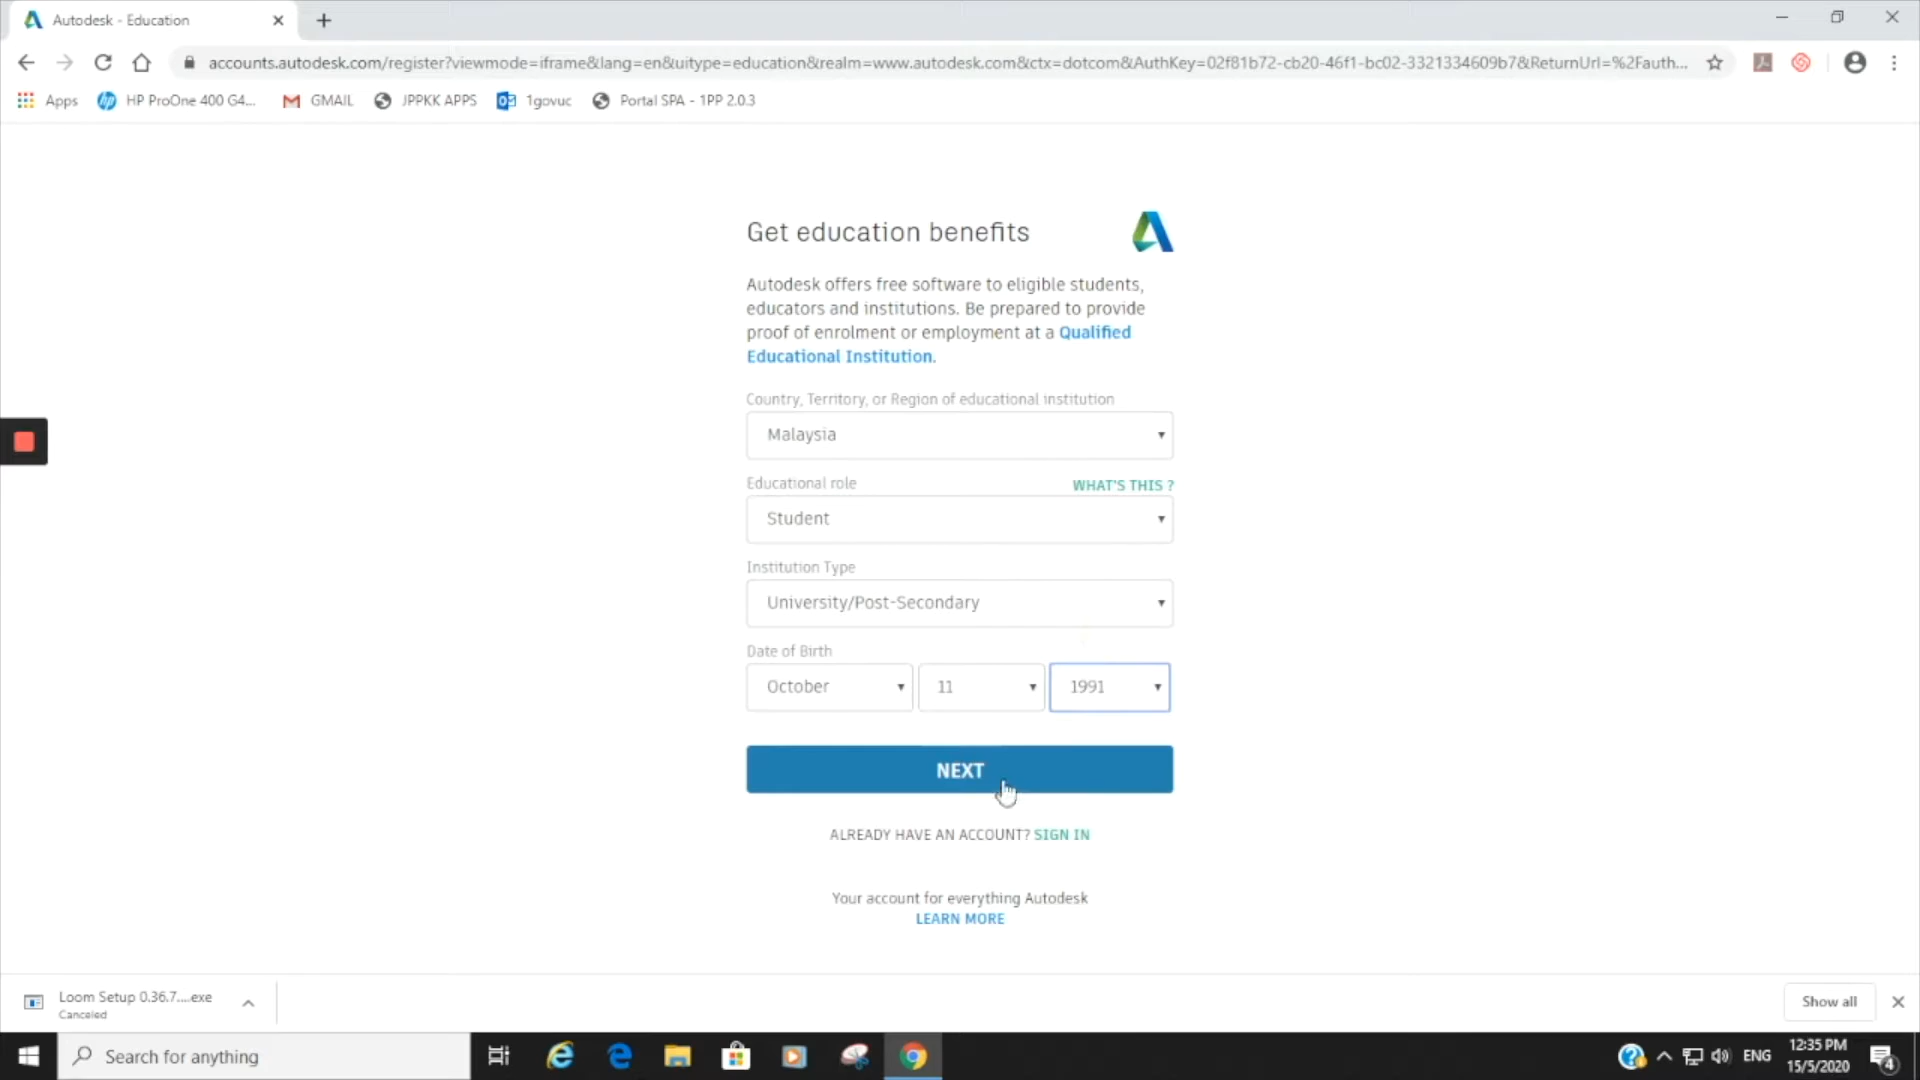 Autodesk - Education
accounts.autodesk.com/register?viewmode=iframe&lang=en&uitype=education&realm=www.autodesk.com&ctx=dotcom&AuthKey=02f81b72-cb20-46f1-bc02-3321334609b7&ReturnUrl=%2Fauth...
Apps HP ProOne 400 G4... GMAIL JPPKK APPS 1govuc Portal SPA - 1PP 2.0.3
Get education benefits
Autodesk offers free software to eligible students,
educators and institutions. Be prepared to provide
proof of enrolment or employment at a Qualified
Educational Institution.
Country, Territory, or Region of educational institution
Malaysia
Educational role WHAT'S THIS ?
Student
Institution Type
University/Post-Secondary
Date of Birth
October 11 1991
NEXT
ALREADY HAVE AN ACCOUNT? SIGN IN
Your account for everything Autodesk
LEARN MORE
Loom Setup 0.36.7....exe
Canceled
Show all
Search for anything
ENG
12:35 PM
15/5/2020
4